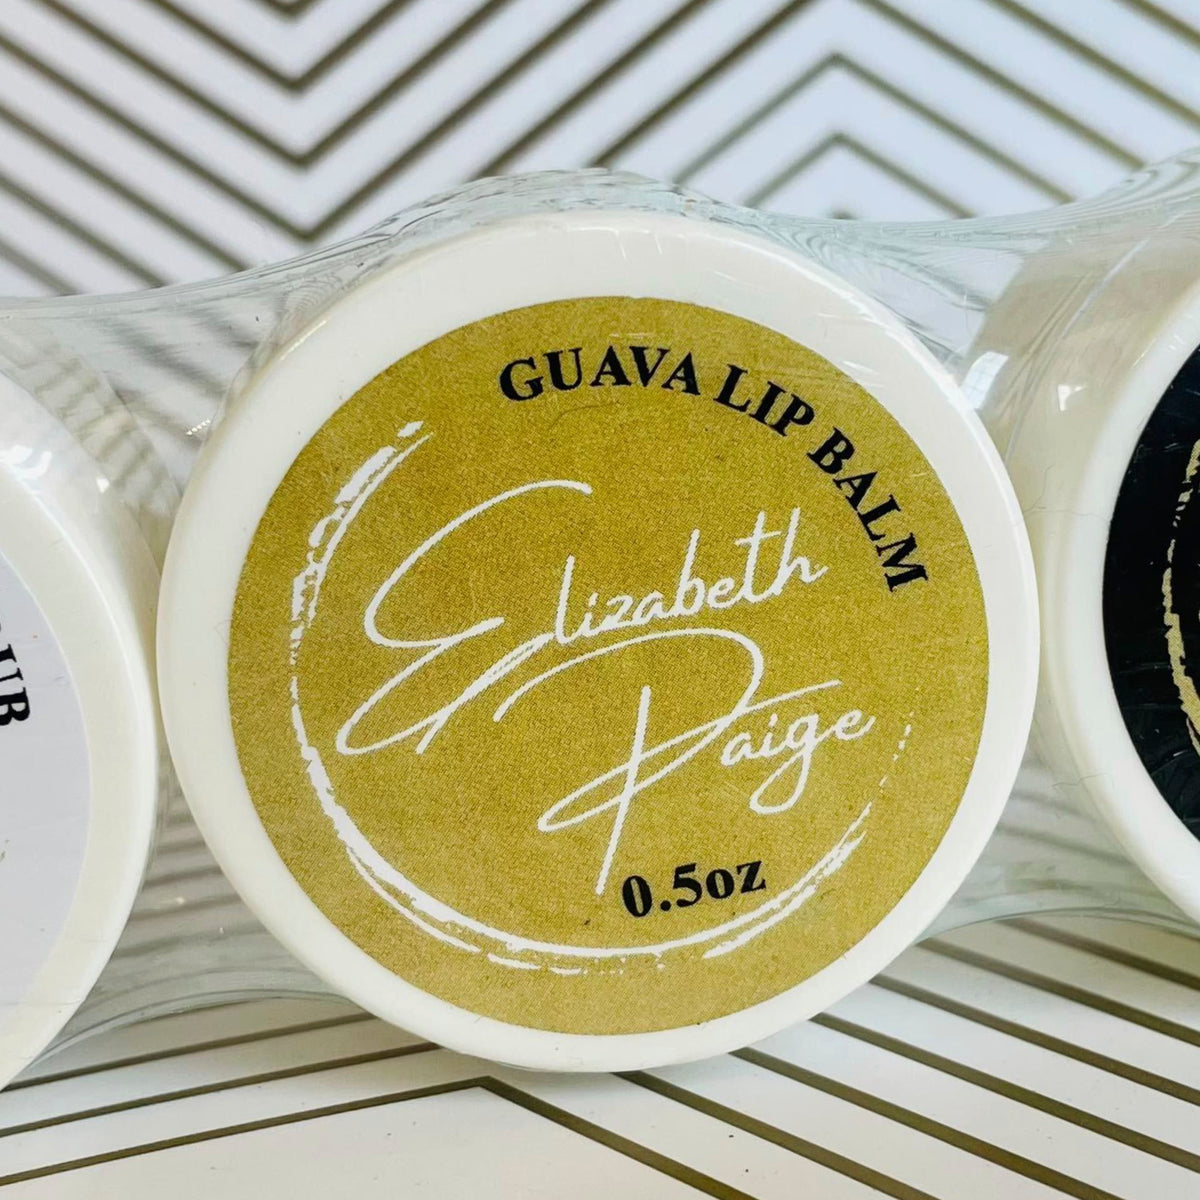 GUAVA LIP BALM
Elizabeth
Paige
0.5oz